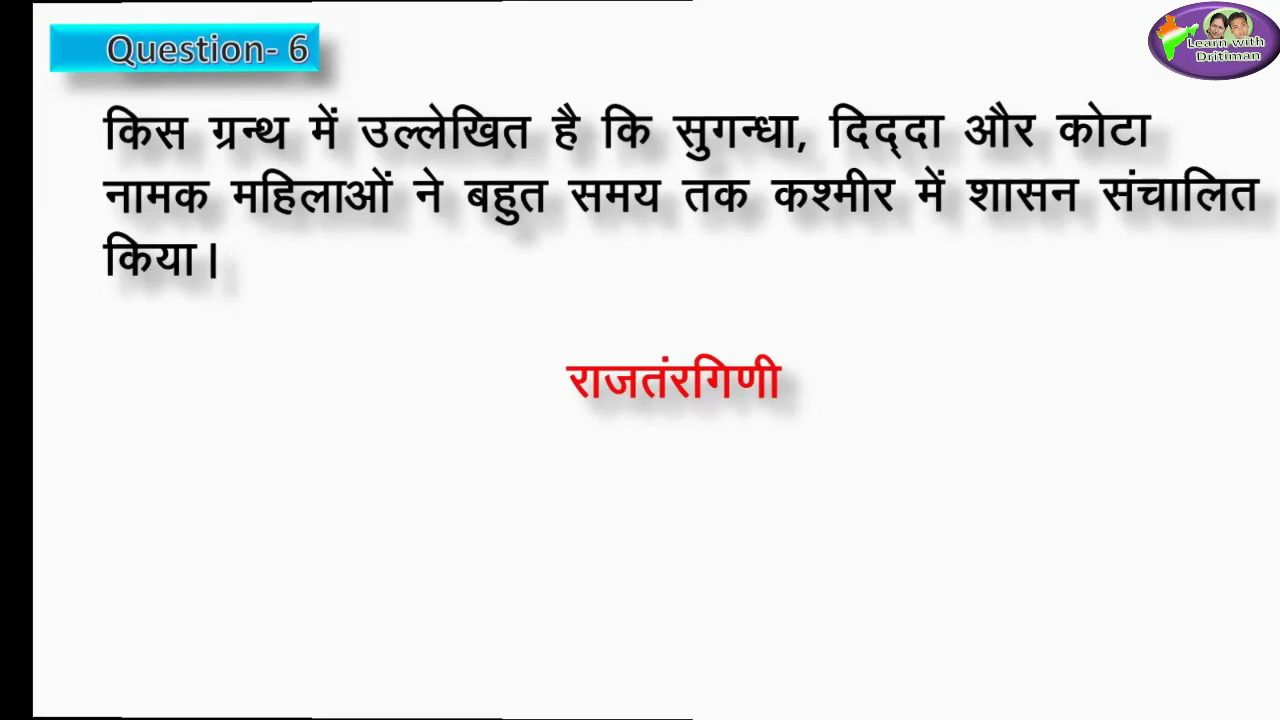 Question- 6
Learn with
Dritiman
किस ग्रन्थ में उल्लेखित है कि सुगन्धा, दिद्दा और कोटा
नामक महिलाओं ने बहुत समय तक कश्मीर में शासन संचालित
किया।
राजतंरगिणी